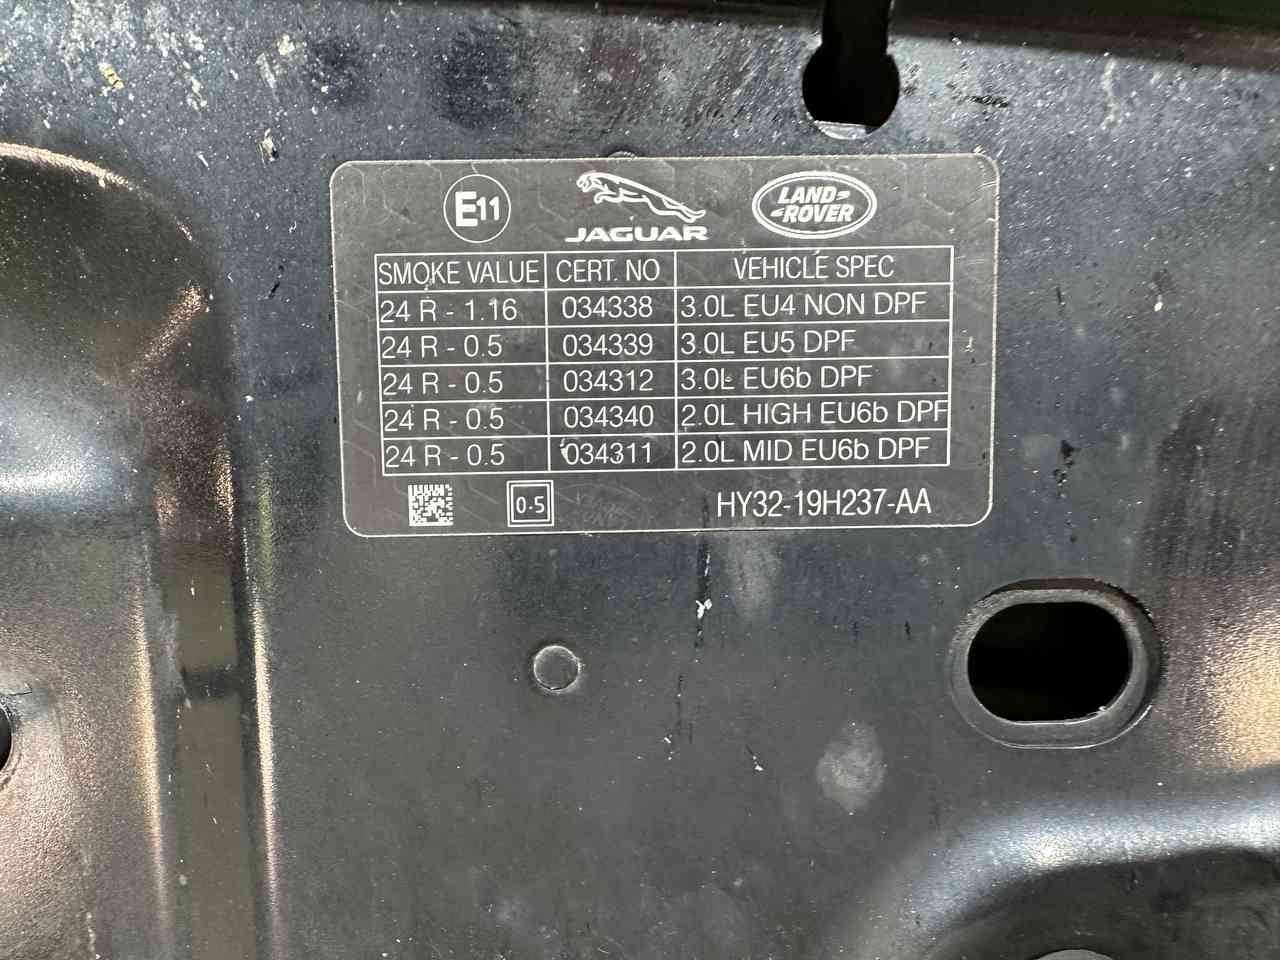 E11 JAGUAR LAND ROVER
SMOKE VALUE CERT. NO VEHICLE SPEC
24 R - 1.16 034338 3.0L EU4 NON DPF
24 R - 0.5 034339 3.0L EU5 DPF
24 R - 0.5 034312 3.0L EU6b DPF
24 R - 0.5 034340 2.0L HIGH EU6b DPF
24 R - 0.5 034311 2.0L MID EU6b DPF
0·5 HY32-19H237-AA